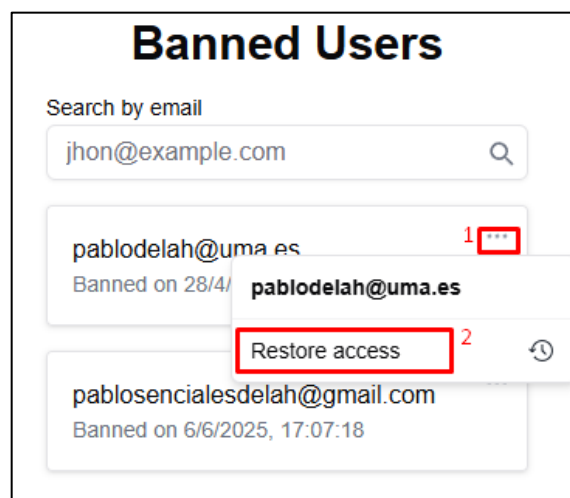 Banned Users
Search by email
jhon@example.com
1 ...
pablodelah@uma.es
Banned on 28/4/
pablodelah@uma.es
Restore access 2
pablosencialesdelah@gmail.com
Banned on 6/6/2025, 17:07:18